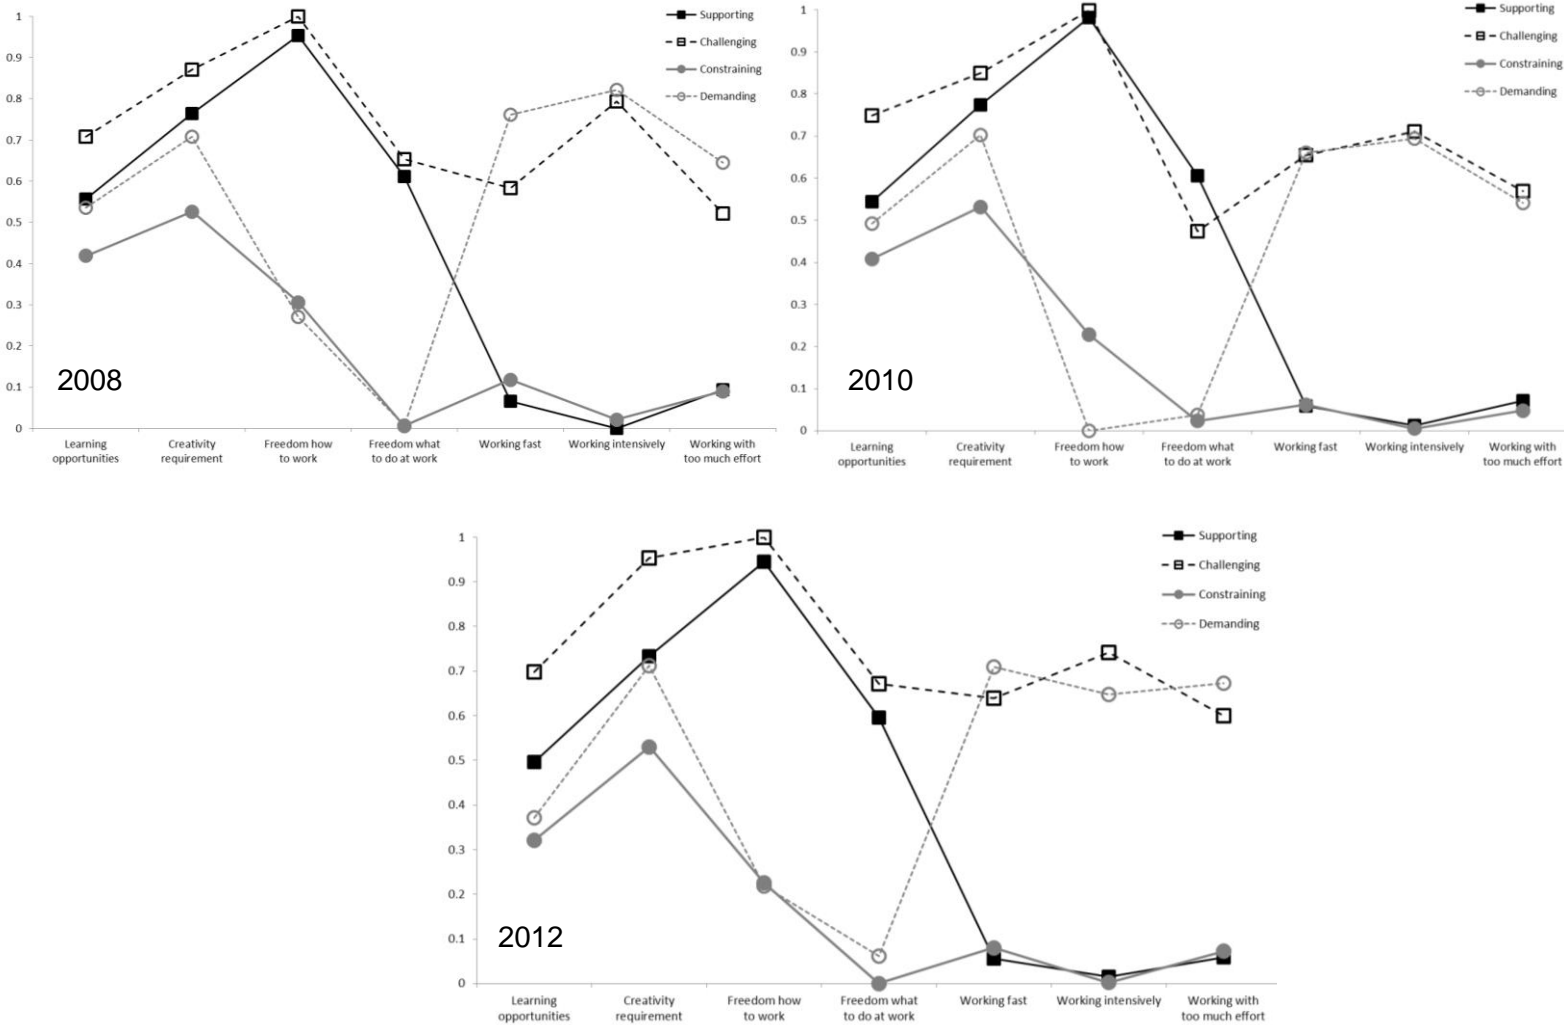 1
0.9
0.8
0.7
0.6
0.5
0.4
0.3
0.2
0.1
0
Supporting
Challenging
Constraining
Demanding
2008
Learning
opportunities
Creativity
requirement
Freedom how
to work
Freedom what
to do at work
Working fast
Working intensively
Working with
too much effort
1
0.9
0.8
0.7
0.6
0.5
0.4
0.3
0.2
0.1
0
Supporting
Challenging
Constraining
Demanding
2010
Learning
opportunities
Creativity
requirement
Freedom how
to work
Freedom what
to do at work
Working fast
Working intensively
Working with
too much effort
1
0.9
0.8
0.7
0.6
0.5
0.4
0.3
0.2
0.1
0
Supporting
Challenging
Constraining
Demanding
2012
Learning
opportunities
Creativity
requirement
Freedom how
to work
Freedom what
to do at work
Working fast
Working intensively
Working with
too much effort